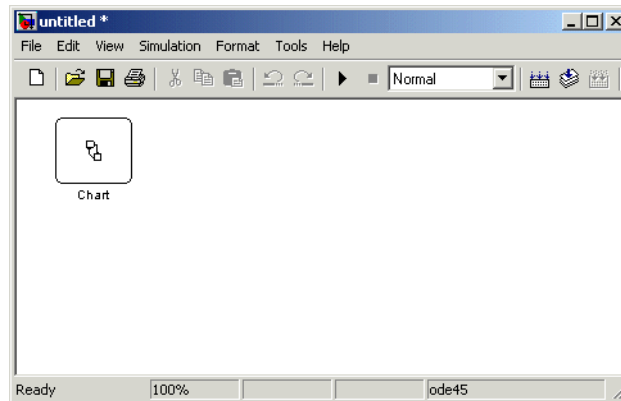 untitled *
File Edit View Simulation Format Tools Help
Normal
Chart
Ready 100% ode45